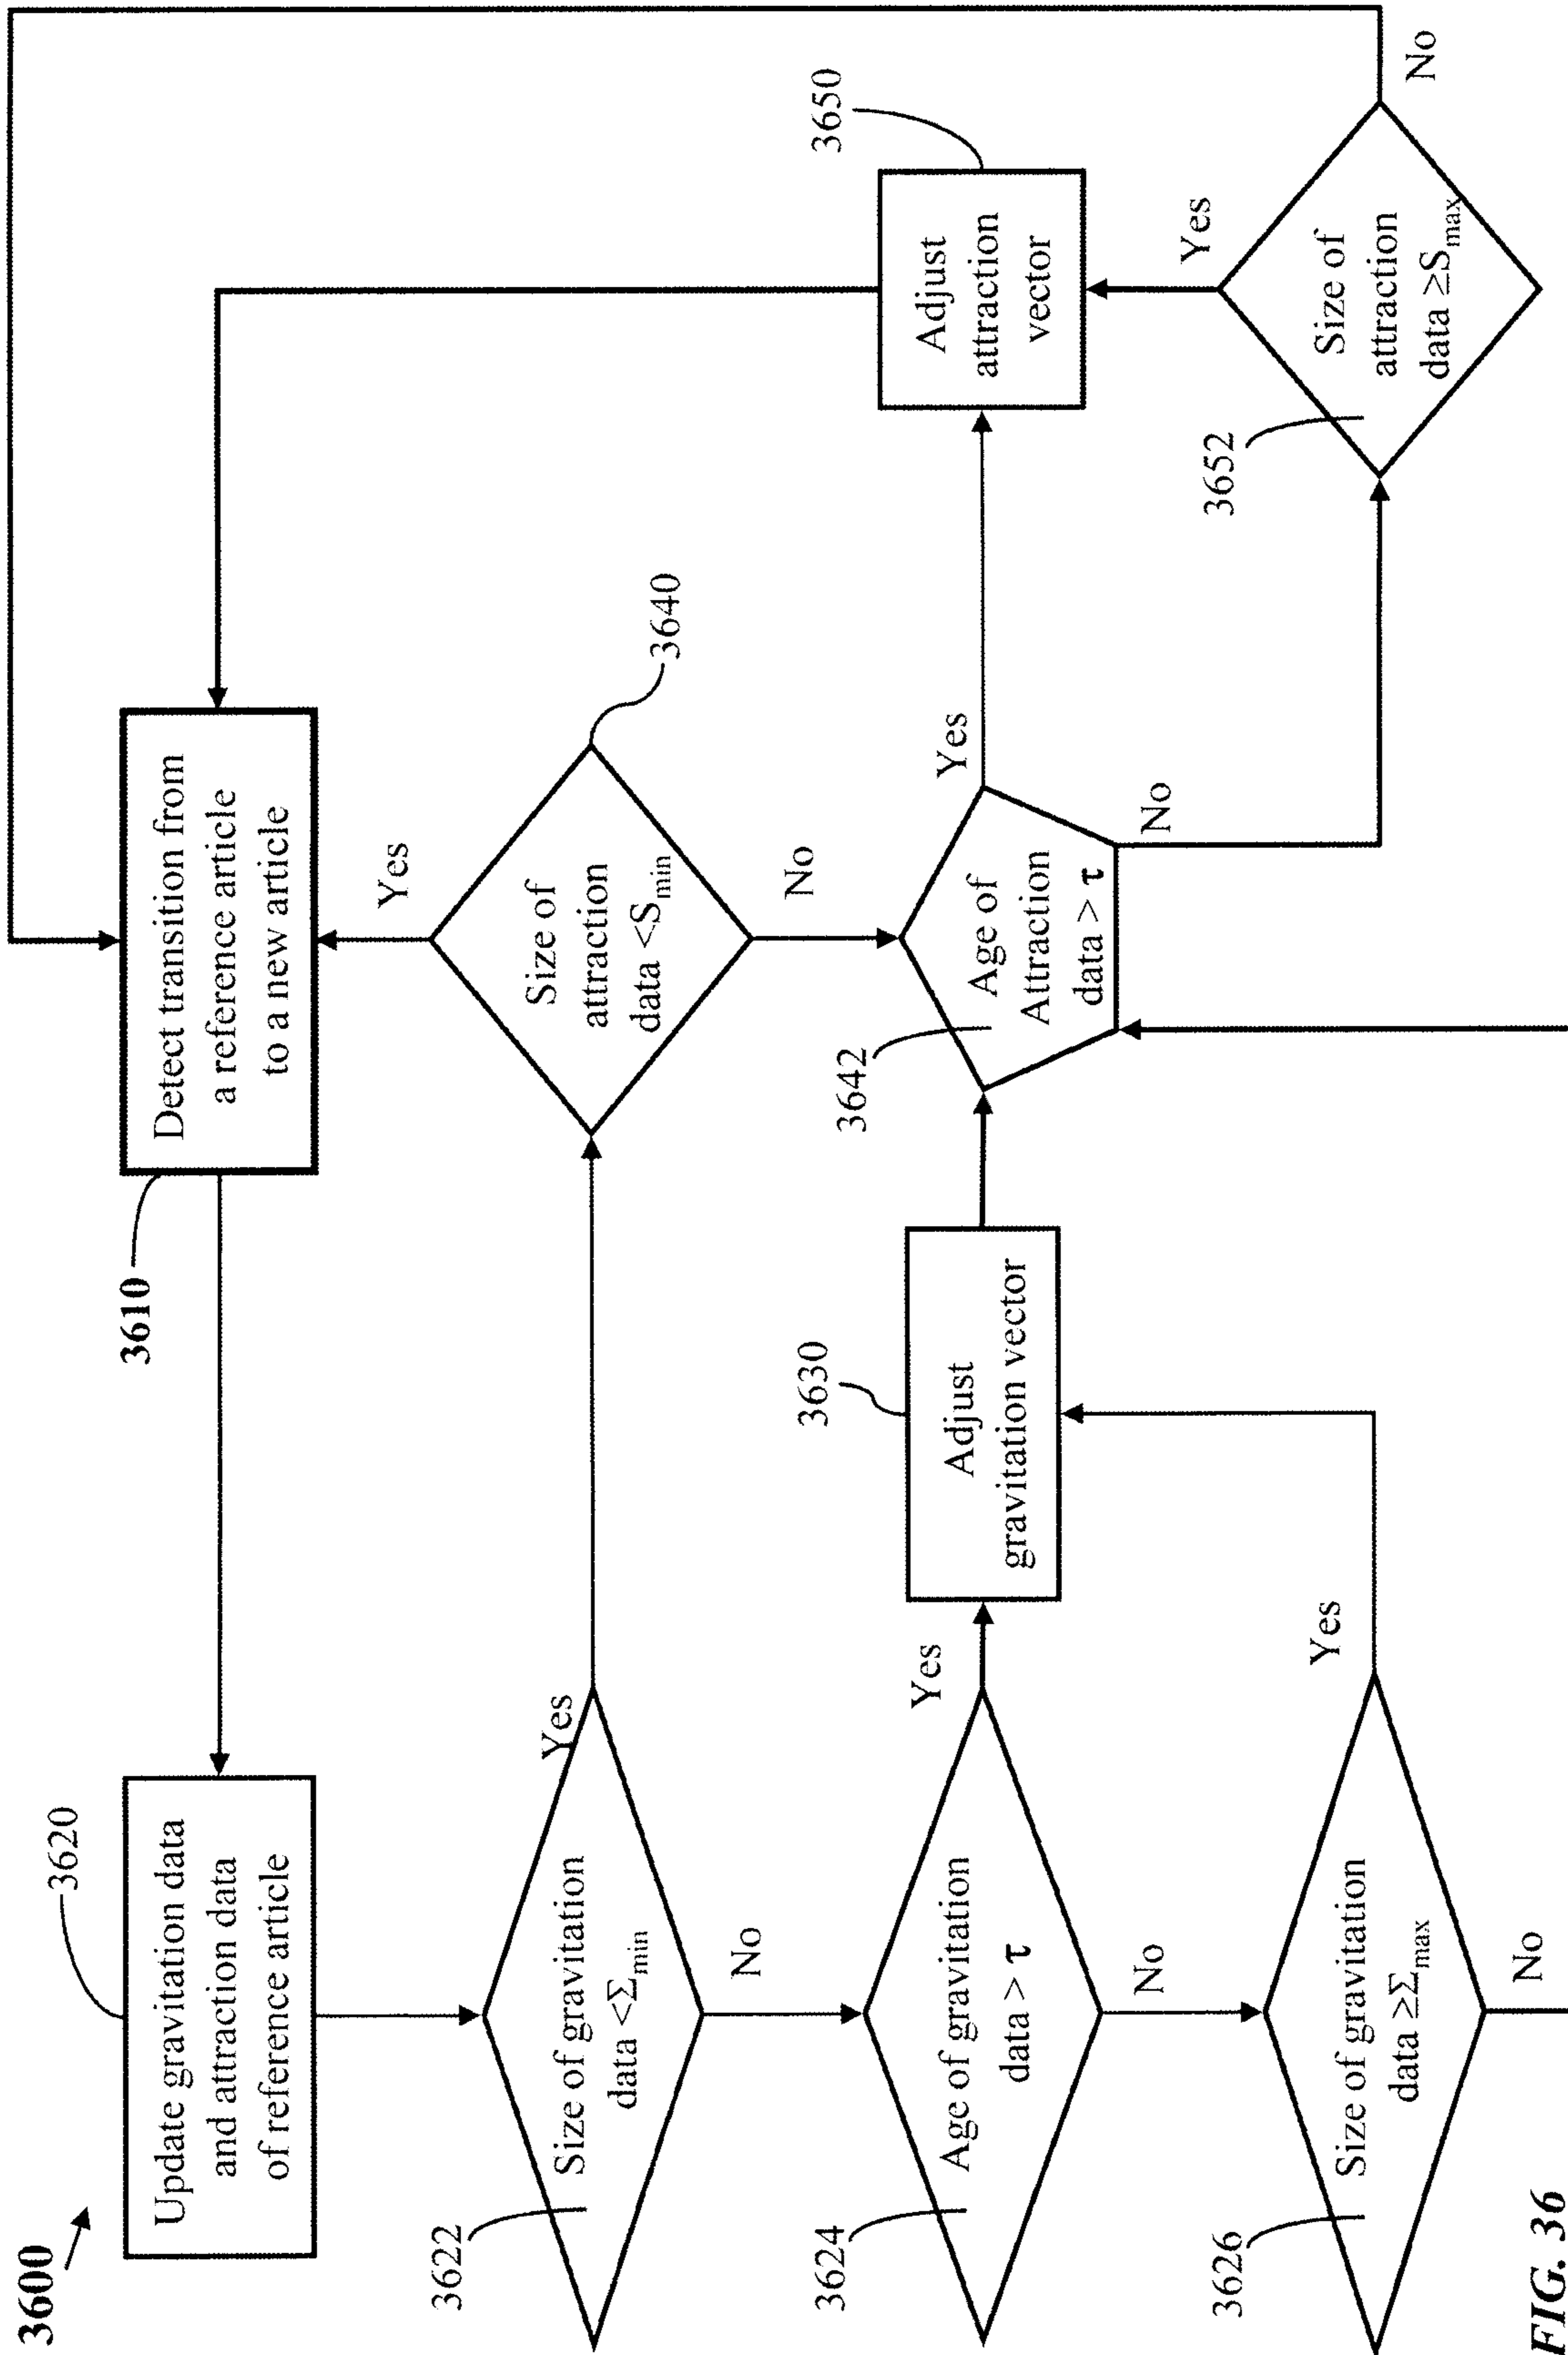 3600
3620
Update gravitation data
and attraction data
of reference article
3610
Detect transition from
a reference article
to a new article
3622
Size of gravitation
data <Σmin
Yes
No
3640
Size of
attraction
data <Smin
Yes
No
3624
Age of gravitation
data > τ
Yes
No
3630
Adjust
gravitation vector
3642
Age of
Attraction
data > τ
Yes
No
3650
Adjust
attraction
vector
3626
Size of gravitation
data ≥Σmax
Yes
No
3652
Size of
attraction
data ≥Smax
Yes
No
FIG. 36